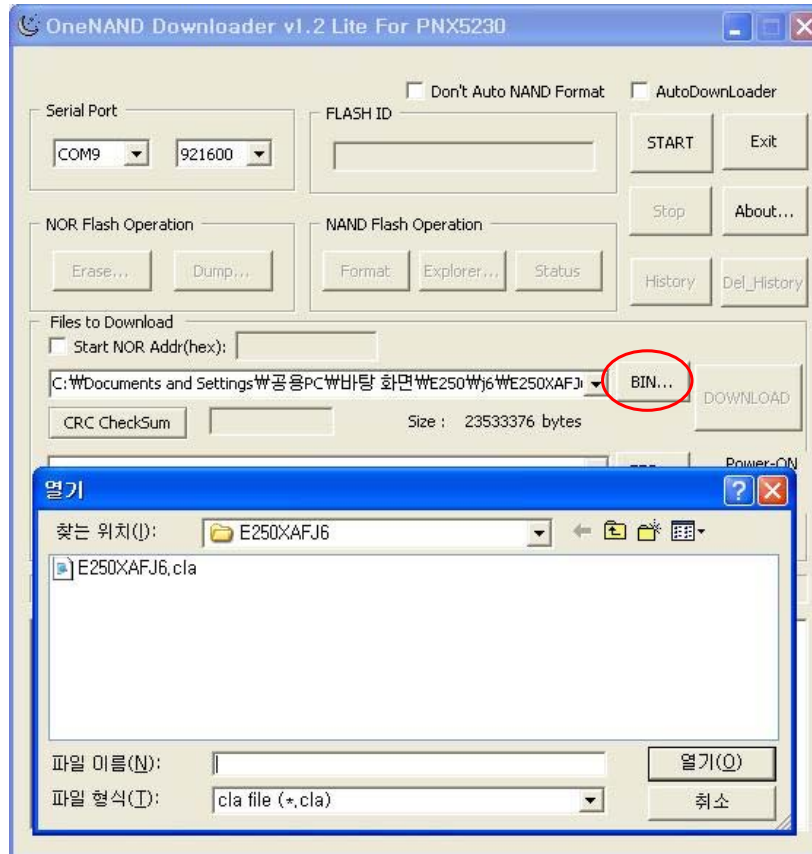 OneNAND Downloader v1.2 Lite For PNX5230
Don't Auto NAND Format
AutoDownLoader
Serial Port
FLASH ID
COM9
921600
START
Exit
NOR Flash Operation
NAND Flash Operation
Stop
About...
Erase...
Dump...
Format
Explorer...
Status
History
Del_History
Files to Download
Start NOR Addr(hex):
C:₩Documents and Settings₩공용PC₩바탕 화면₩E250₩j6₩E250XAFJ
BIN...
DOWNLOAD
CRC CheckSum
Size : 23533376 bytes
Power-ON
열기
찾는 위치(I):
E250XAFJ6
E250XAFJ6.cla
파일 이름(N):
열기(O)
파일 형식(T):
cla file (*.cla)
취소